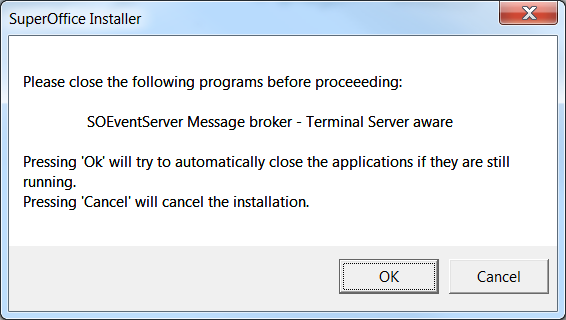 SuperOffice Installer
Please close the following programs before proceeeding:
SOEventServer Message broker - Terminal Server aware
Pressing 'Ok' will try to automatically close the applications if they are still
running.
Pressing 'Cancel' will cancel the installation.
OK
Cancel